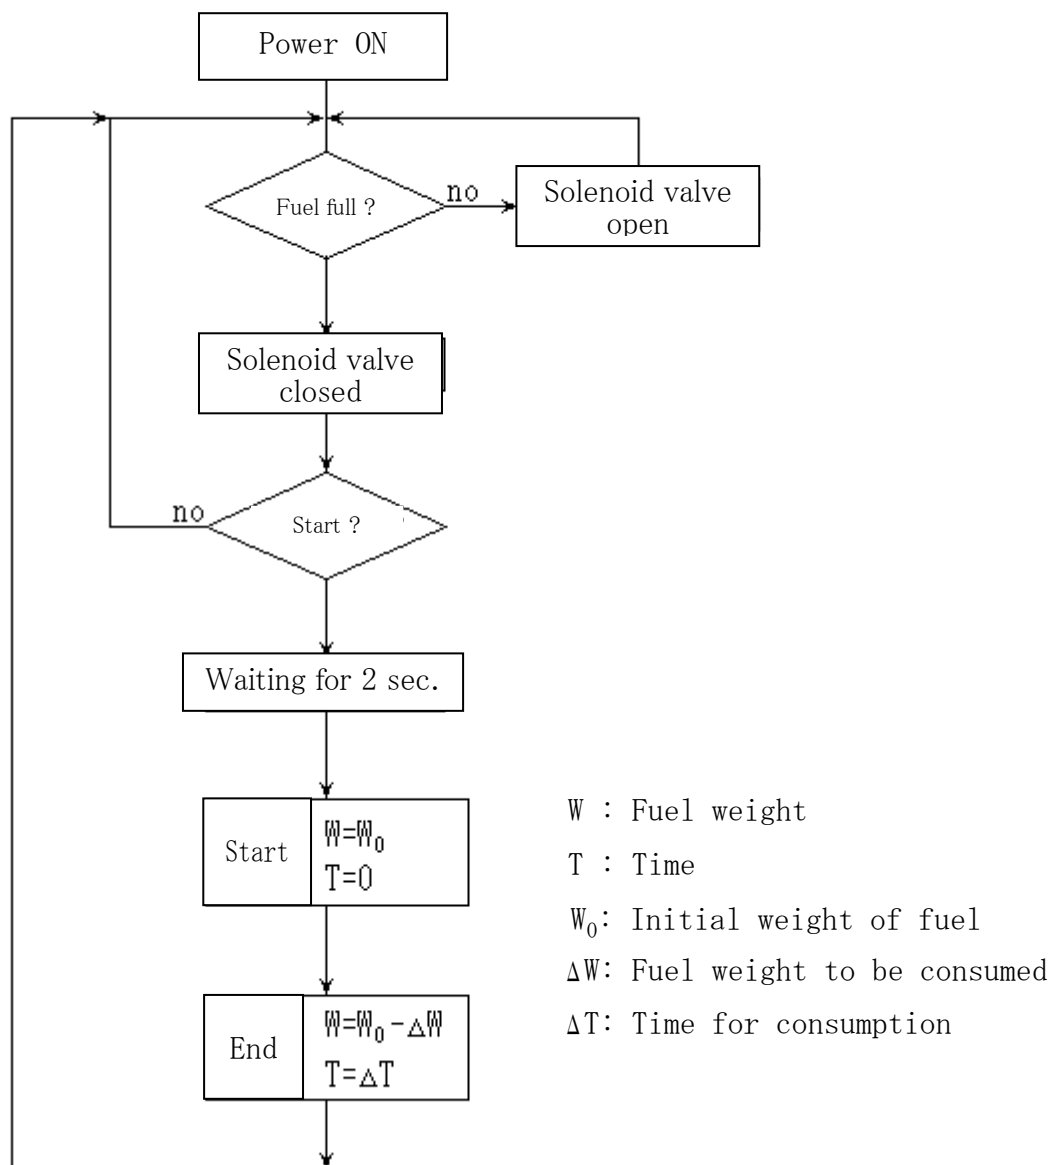 Power ON
Fuel full ?
no
Solenoid valve
open
Solenoid valve
closed
no
Start ?
Waiting for 2 sec.
Start
W=W₀
T=0
End
W=W₀-ΔW
T=ΔT
W : Fuel weight
T : Time
W₀: Initial weight of fuel
ΔW: Fuel weight to be consumed
ΔT: Time for consumption